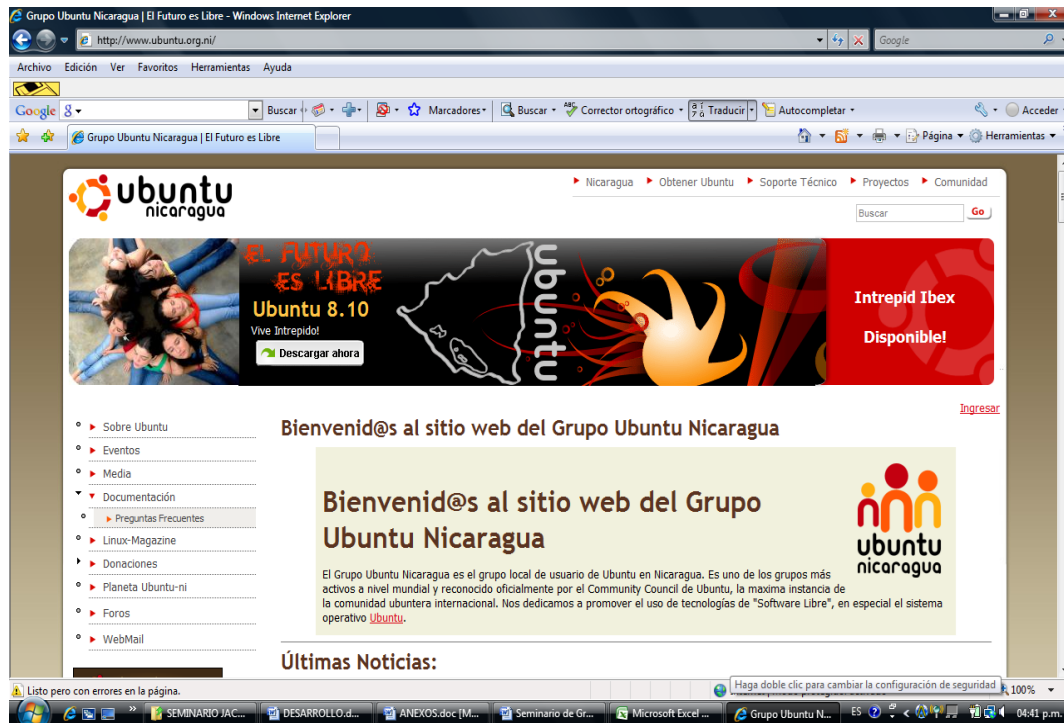 Grupo Ubuntu Nicaragua | El Futuro es Libre - Windows Internet Explorer
http://www.ubuntu.org.ni/
Google
Archivo Edición Ver Favoritos Herramientas Ayuda
Google Buscar Marcadores Buscar Corrector ortográfico Traducir Autocompletar Acceder
Grupo Ubuntu Nicaragua | El Futuro es Libre
Página Herramientas
ubuntu
nicaragua
Nicaragua Obtener Ubuntu Soporte Técnico Proyectos Comunidad
Buscar Go
EL FUTURO
ES LIBRE
Ubuntu 8.10
Vive Intrepido!
Descargar ahora
ubuntu
Intrepid Ibex
Disponible!
Ingresar
Sobre Ubuntu
Eventos
Media
Documentación
Preguntas Frecuentes
Linux-Magazine
Donaciones
Planeta Ubuntu-ni
Foros
WebMail
Bienvenid@s al sitio web del Grupo Ubuntu Nicaragua
Bienvenid@s al sitio web del Grupo
Ubuntu Nicaragua
ubuntu
nicaragua
El Grupo Ubuntu Nicaragua es el grupo local de usuario de Ubuntu en Nicaragua. Es uno de los grupos más
activos a nivel mundial y reconocido oficialmente por el Community Council de Ubuntu, la maxima instancia de
la comunidad ubuntera internacional. Nos dedicamos a promover el uso de tecnologías de "Software Libre", en especial el sistema
operativo Ubuntu.
Últimas Noticias:
Listo pero con errores en la página.
Haga doble clic para cambiar la configuración de seguridad
100%
SEMINARIO JAC... DESARROLLO.d... ANEXOS.doc [M... Seminario de Gr... Microsoft Excel ... Grupo Ubuntu N... ES 04:41 p.m.